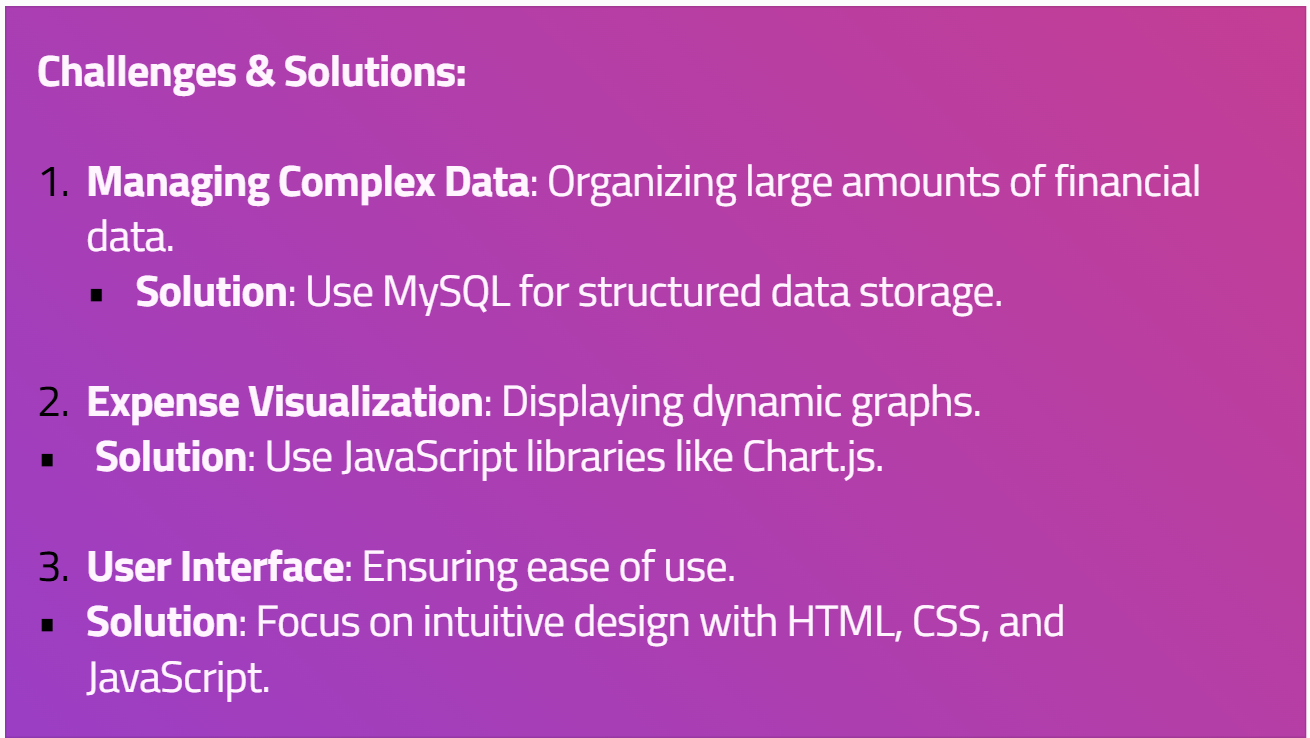 Challenges & Solutions:
1. Managing Complex Data: Organizing large amounts of financial
data.
▪ Solution: Use MySQL for structured data storage.
2. Expense Visualization: Displaying dynamic graphs.
▪ Solution: Use JavaScript libraries like Chart.js.
3. User Interface: Ensuring ease of use.
▪ Solution: Focus on intuitive design with HTML, CSS, and
JavaScript.